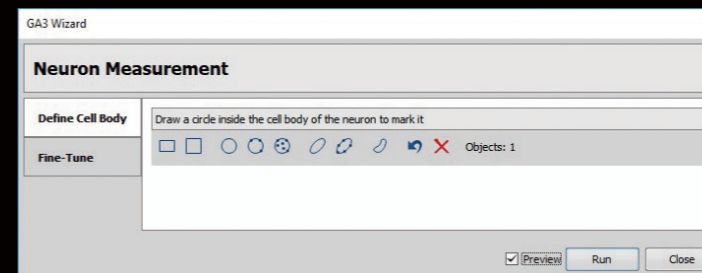 GA3 Wizard
Neuron Measurement
Define Cell Body
Draw a circle inside the cell body of the neuron to mark it
Objects: 1
Fine-Tune
Preview
Run
Close